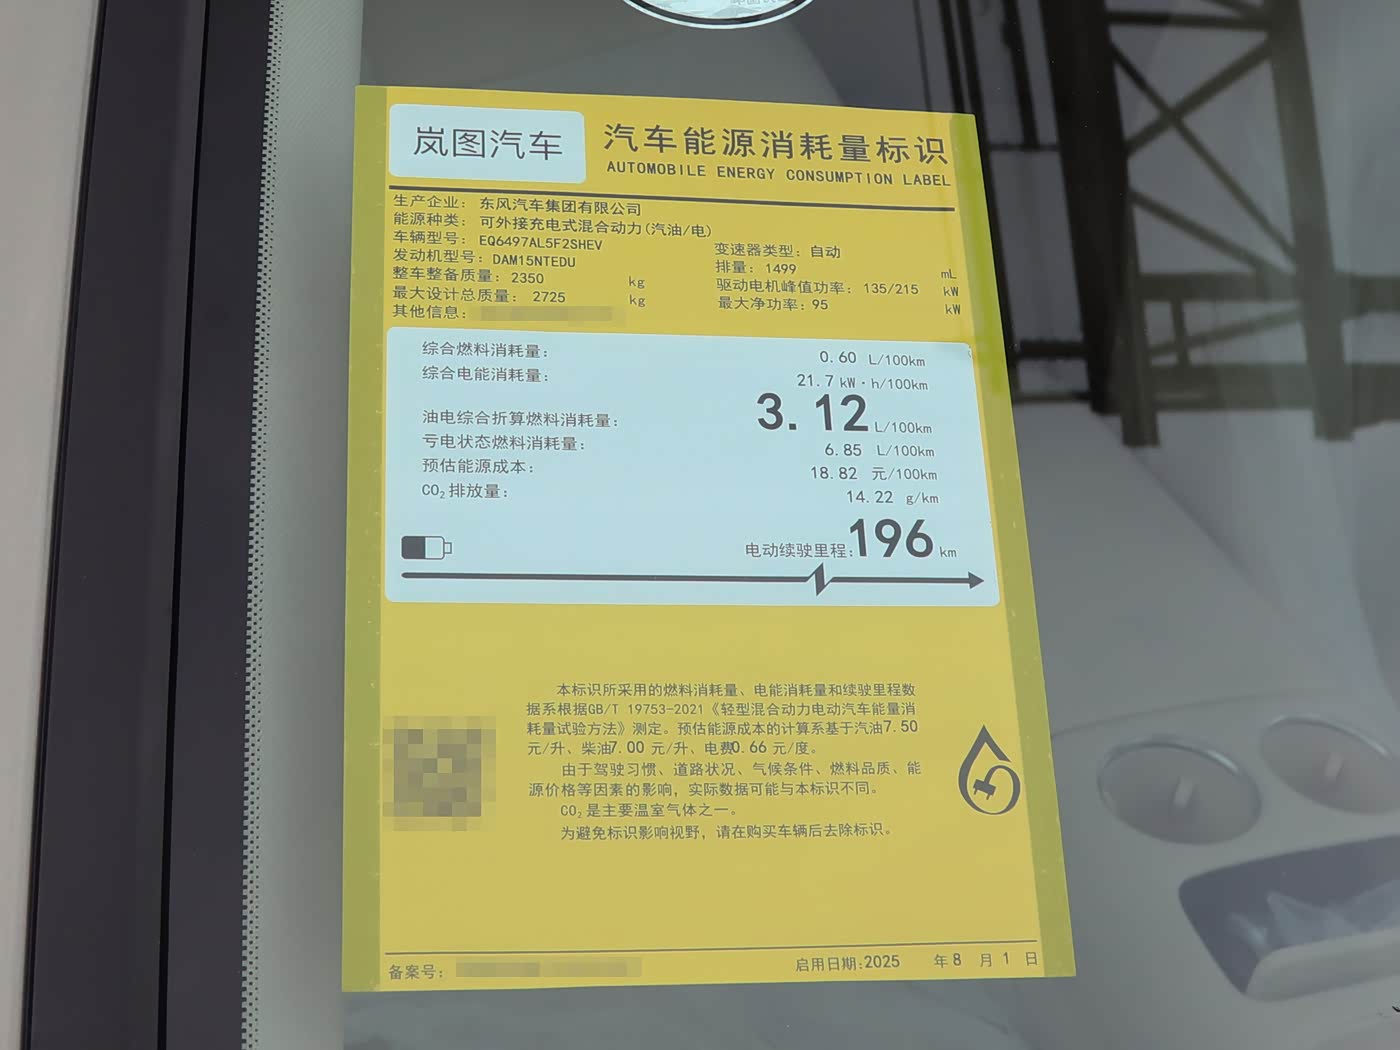 岚图汽车
汽车能源消耗量标识
AUTOMOBILE ENERGY CONSUMPTION LABEL
生产企业: 东风汽车集团有限公司
能源种类: 可外接充电式混合动力(汽油/电)
车辆型号: EQ6497AL5F2SHEV
变速器类型: 自动
发动机型号: DAM15NTEDU
排量: 1499 mL
整车整备质量: 2350 kg
驱动电机峰值功率: 135/215 kW
最大设计总质量: 2725 kg
最大净功率: 95 kW
其他信息:
综合燃料消耗量: 0.60 L/100km
综合电能消耗量: 21.7 kW·h/100km
油电综合折算燃料消耗量: 3.12 L/100km
亏电状态燃料消耗量: 6.85 L/100km
预估能源成本: 18.82 元/100km
CO₂排放量: 14.22 g/km
电动续驶里程: 196 km
本标识所采用的燃料消耗量、电能消耗量和续驶里程数
据系根据GB/T 19753-2021《轻型混合动力电动汽车能量消
耗量试验方法》测定。预估能源成本的计算系基于汽油7.50
元/升、柴油7.00 元/升、电费0.66 元/度。
由于驾驶习惯、道路状况、气候条件、燃料品质、能
源价格等因素的影响，实际数据可能与本标识不同。
CO₂是主要温室气体之一。
为避免标识影响视野，请在购买车辆后去除标识。
备案号:
启用日期:2025 年 8 月 1 日